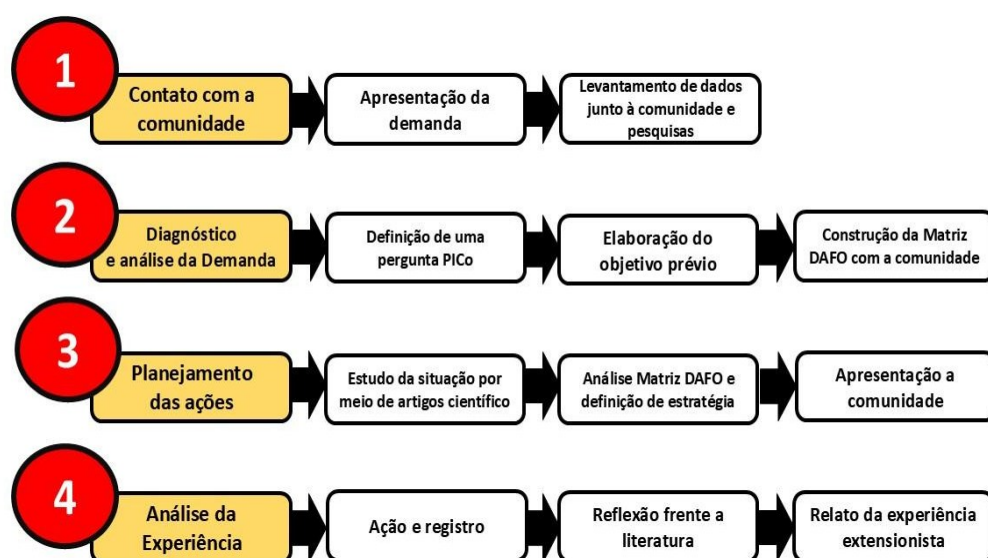 1
Contato com a
comunidade
Apresentação da
demanda
Levantamento de dados
junto à comunidade e
pesquisas
2
Diagnóstico
e análise da Demanda
Definição de uma
pergunta PICo
Elaboração do
objetivo prévio
Construção da Matriz
DAFO com a comunidade
3
Planejamento
das ações
Estudo da situação por
meio de artigos científico
Análise Matriz DAFO e
definição de estratégia
Apresentação a
comunidade
4
Análise da
Experiência
Ação e registro
Reflexão frente a
literatura
Relato da experiência
extensionista